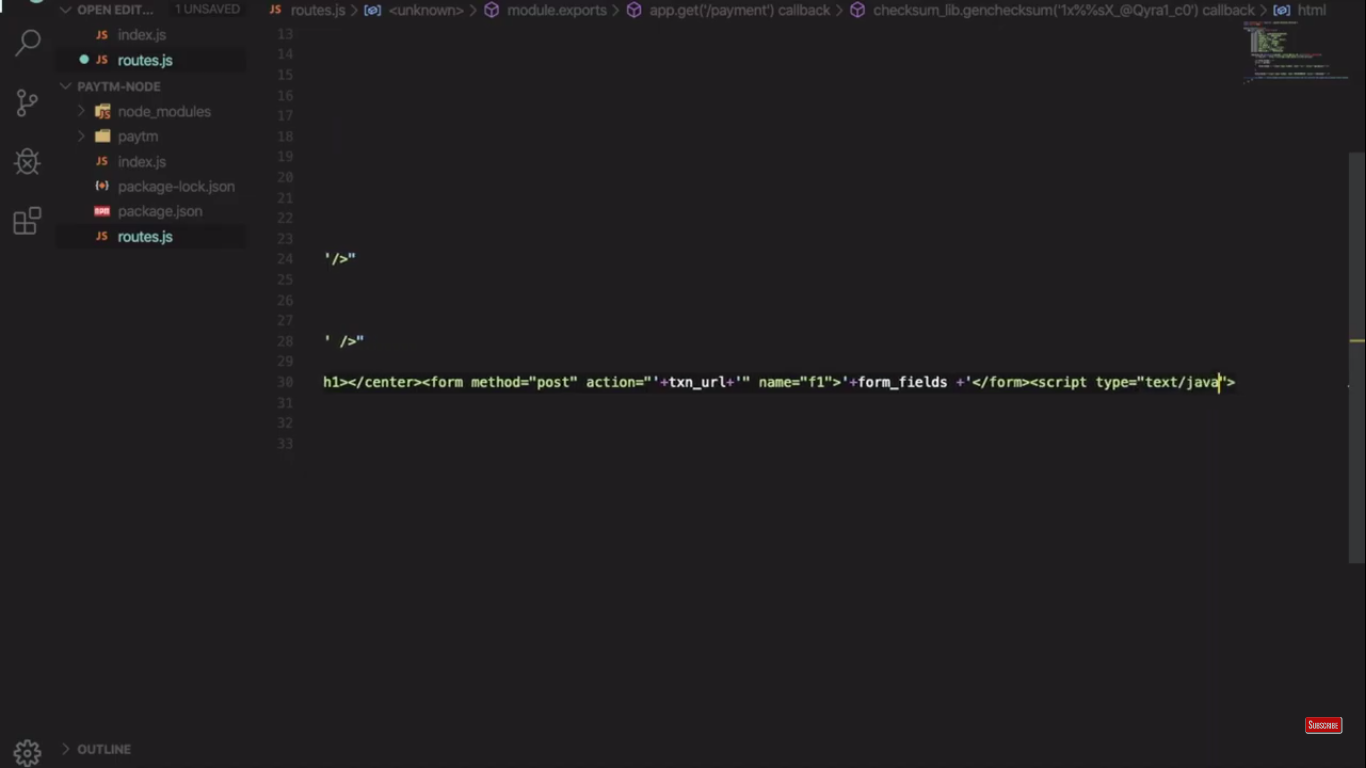 OPEN EDIT... 1 UNSAVED
JS index.js
JS routes.js
PAYTM-NODE
JS node_modules
paytm
JS index.js
package-lock.json
npm package.json
JS routes.js
OUTLINE
JS routes.js > <unknown> > module.exports > app.get('/payment') callback > checksum_lib.genchecksum('1x%%sX_@Qyra1_c0') callback > html
13
14
15
16
17
18
19
20
21
22
23
24 '/>"
25
26
27
28 ' />"
29
30 h1></center><form method="post" action="'+txn_url+'" name="f1">'+form_fields +'</form><script type="text/java">
31
32
33
SUBSCRIBE